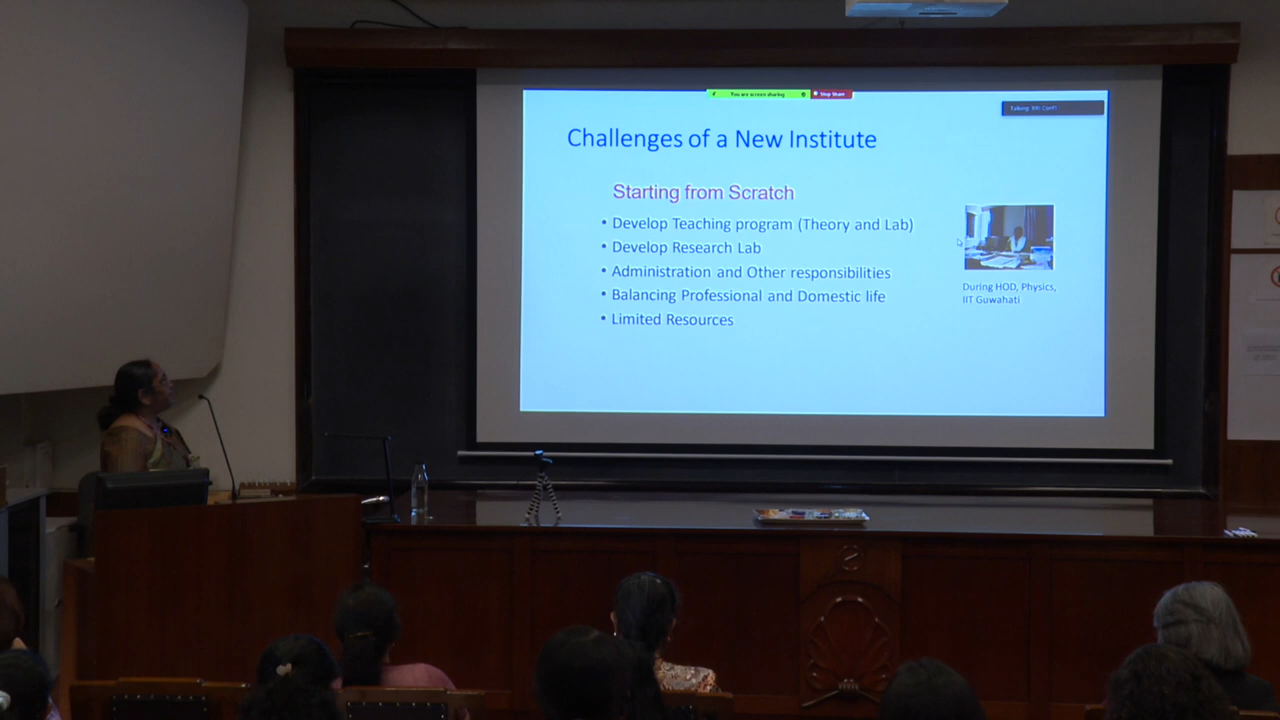 You are screen sharing
Stop Share
Talking:
Challenges of a New Institute
Starting from Scratch
• Develop Teaching program (Theory and Lab)
• Develop Research Lab
• Administration and Other responsibilities
• Balancing Professional and Domestic life
• Limited Resources
During HOD, Physics,
IIT Guwahati